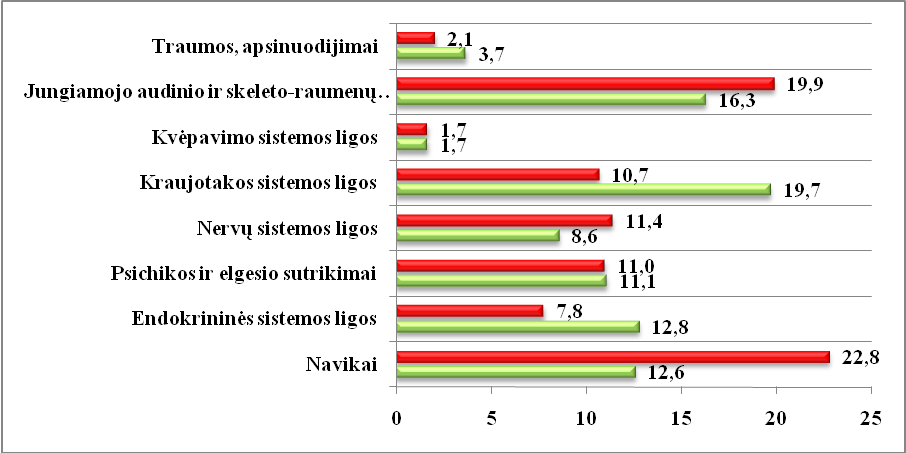 Traumos, apsinuodijimai
2,1
3,7
Jungiamojo audinio ir skeleto-raumenų..
19,9
16,3
Kvėpavimo sistemos ligos
1,7
1,7
Kraujotakos sistemos ligos
10,7
19,7
Nervų sistemos ligos
11,4
8,6
Psichikos ir elgesio sutrikimai
11,0
11,1
Endokrininės sistemos ligos
7,8
12,8
Navikai
22,8
12,6
0 5 10 15 20 25